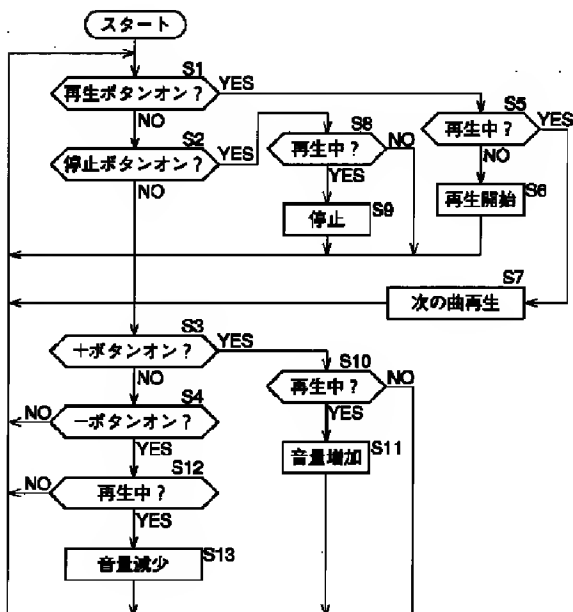 スタート
S1
再生ボタンオン？
YES
NO
S5
再生中？
YES
NO
S2
停止ボタンオン？
YES
NO
S8
再生中？
NO
YES
S6
再生開始
S9
停止
S7
次の曲再生
S3
＋ボタンオン？
YES
NO
S10
再生中？
NO
YES
S4
−ボタンオン？
NO
YES
S11
音量増加
S12
再生中？
NO
YES
S13
音量減少